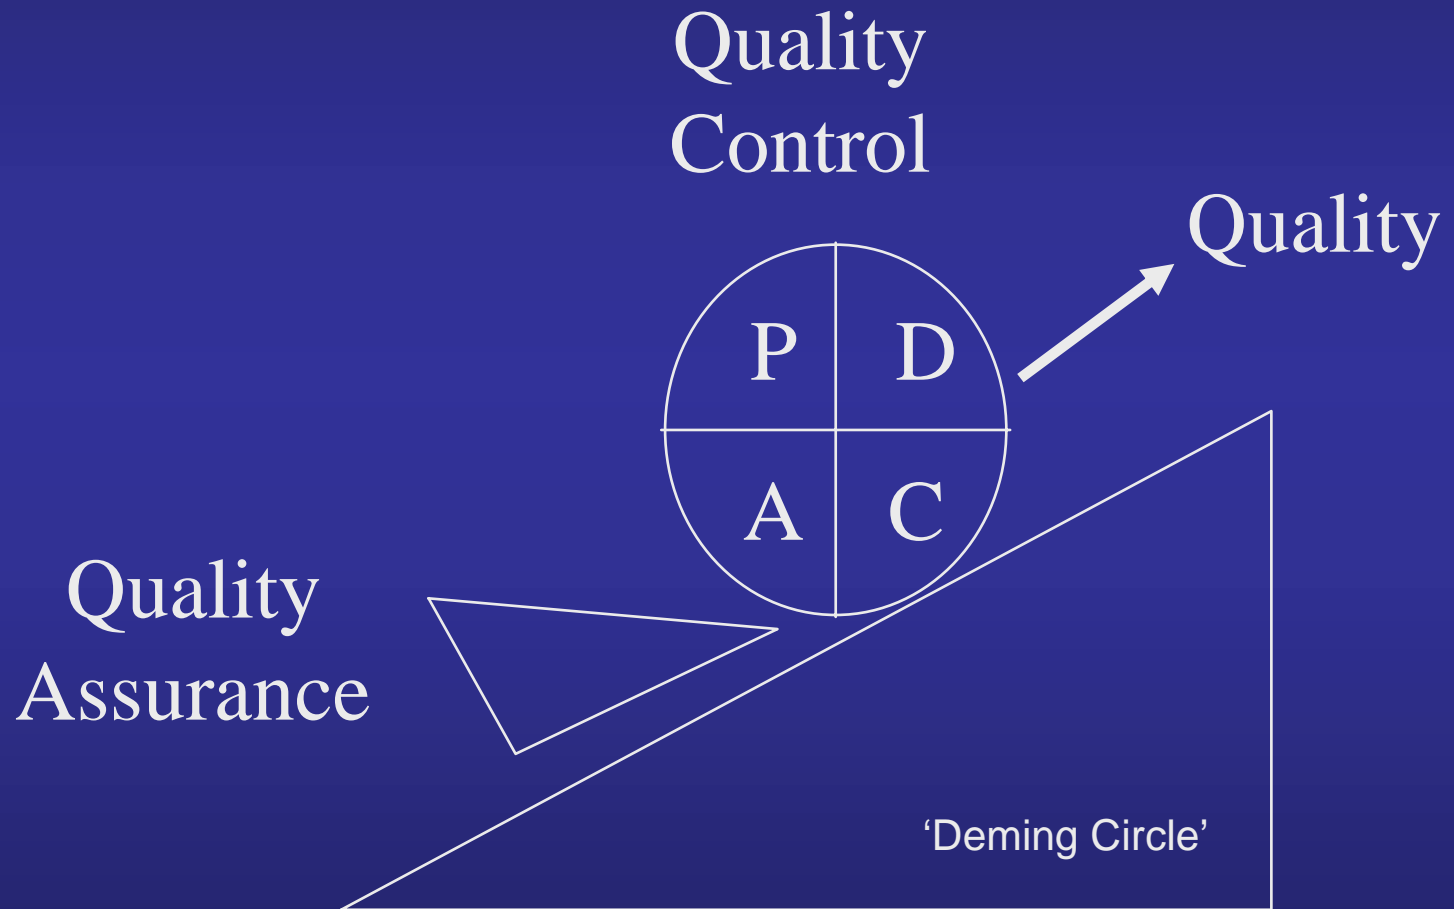 Quality
Control
Quality
P D
A C
Quality
Assurance
‘Deming Circle’